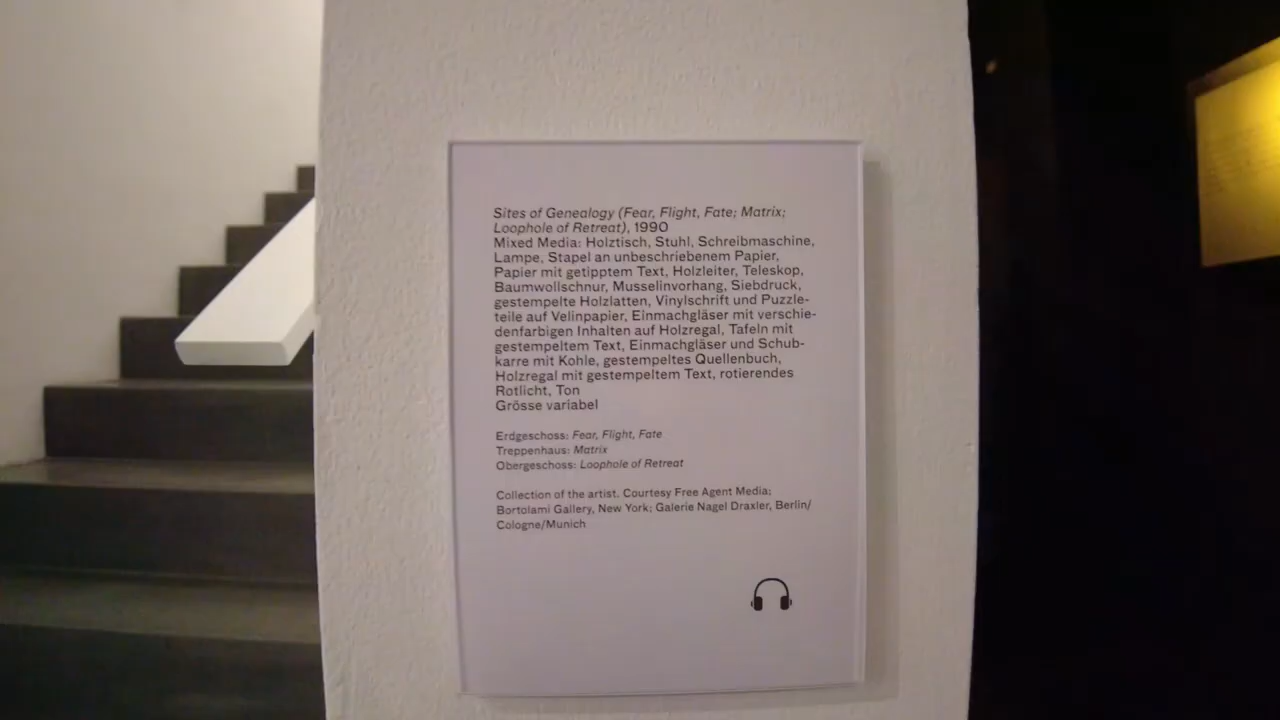 Sites of Genealogy (Fear, Flight, Fate; Matrix;
Loophole of Retreat), 1990
Mixed Media: Holztisch, Stuhl, Schreibmaschine,
Lampe, Stapel an unbeschriebenem Papier,
Papier mit getipptem Text, Holzleiter, Teleskop,
Baumwollschnur, Musselinvorhang, Siebdruck,
gestempelte Holzlatten, Vinylschrift und Puzzle-
teile auf Velinpapier, Einmachgläser mit verschie-
denfarbigen Inhalten auf Holzregal, Tafeln mit
gestempeltem Text, Einmachgläser und Schub-
karre mit Kohle, gestempeltes Quellenbuch,
Holzregal mit gestempeltem Text, rotierendes
Rotlicht, Ton
Grösse variabel
Erdgeschoss: Fear, Flight, Fate
Treppenhaus: Matrix
Obergeschoss: Loophole of Retreat
Collection of the artist. Courtesy Free Agent Media;
Bortolami Gallery, New York; Galerie Nagel Draxler, Berlin/
Cologne/Munich